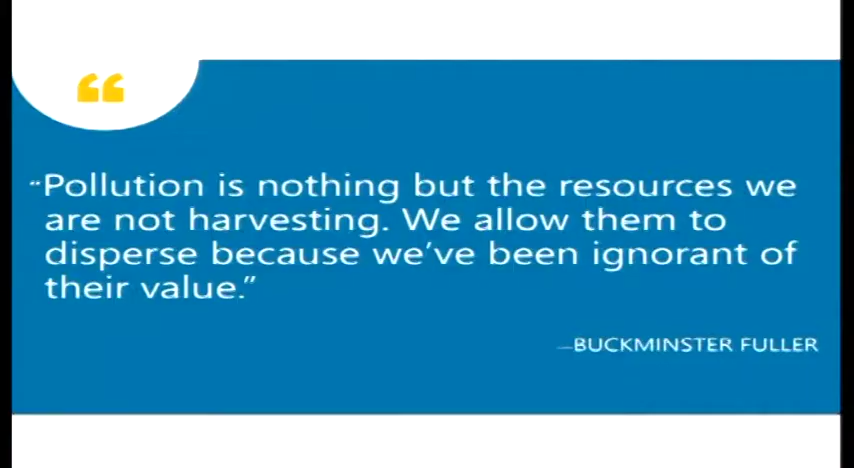 “
“Pollution is nothing but the resources we
are not harvesting. We allow them to
disperse because we’ve been ignorant of
their value.”
—BUCKMINSTER FULLER